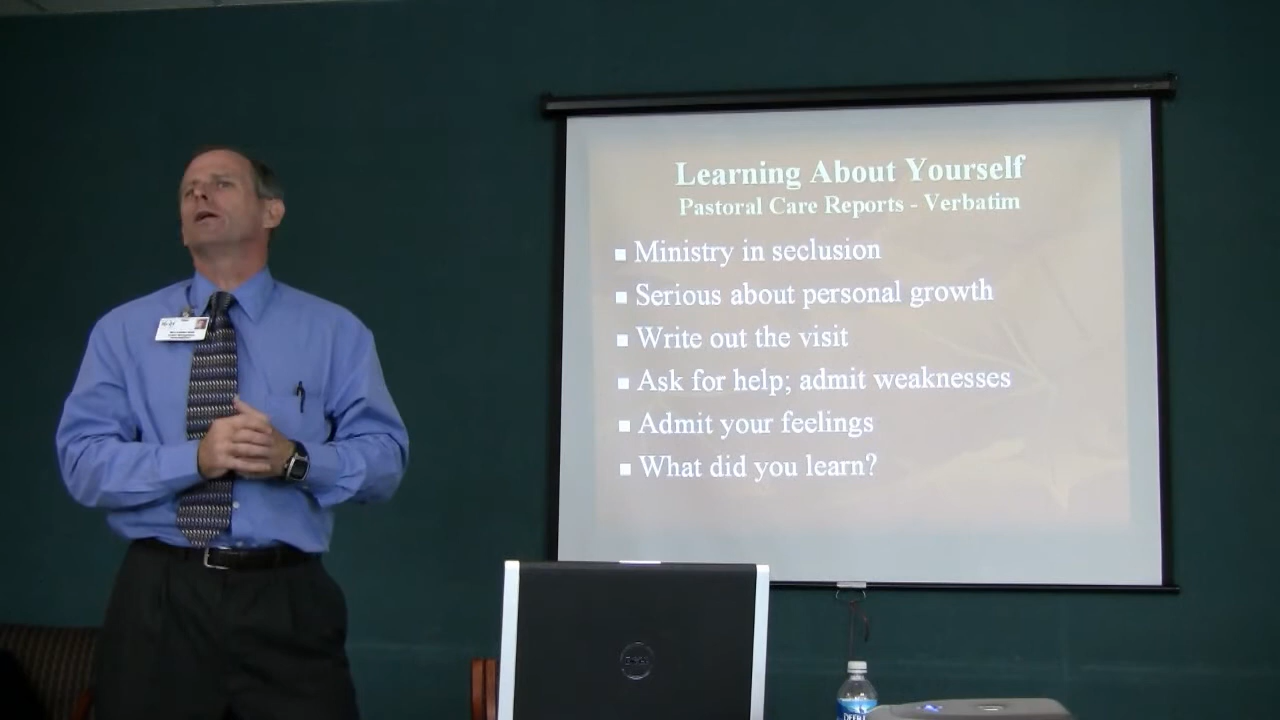 Learning About Yourself
Pastoral Care Reports - Verbatim
Ministry in seclusion
Serious about personal growth
Write out the visit
Ask for help; admit weaknesses
Admit your feelings
What did you learn?
DELL